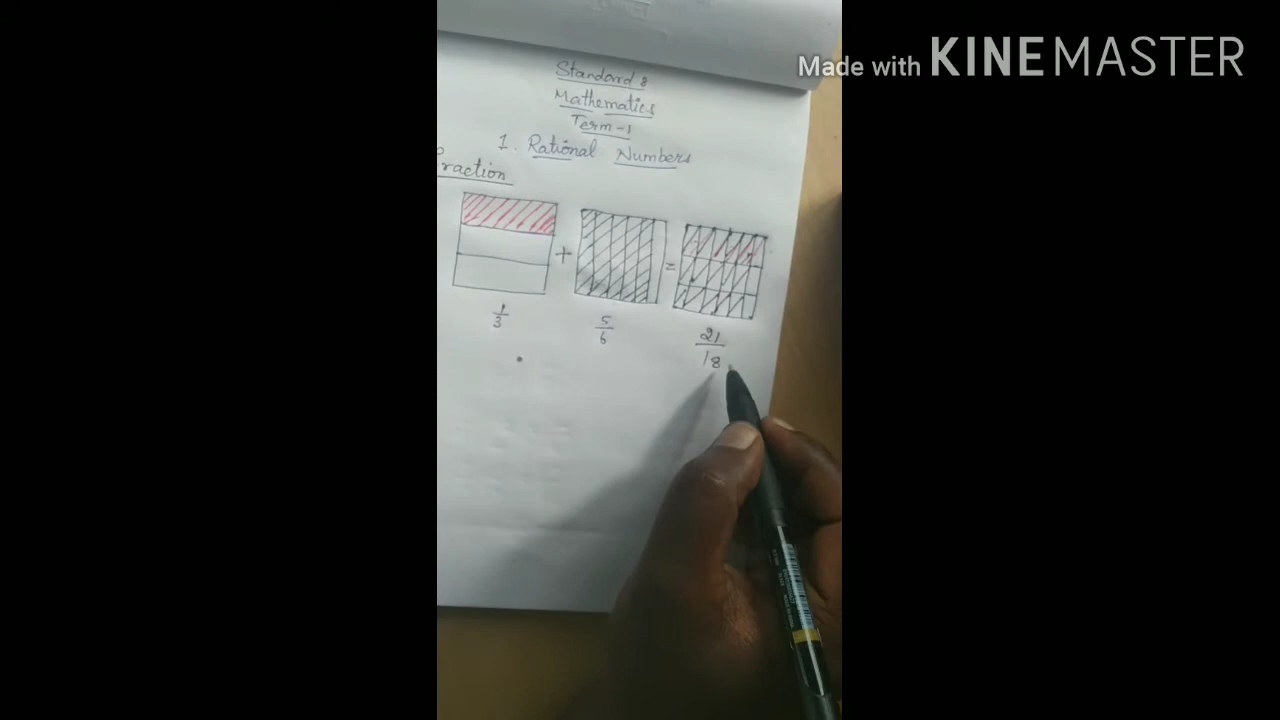 Made with KINEMASTER
Standard 8
Mathematics
Term-1
1. Rational Numbers
raction
+ =
1/3 5/6 21/18